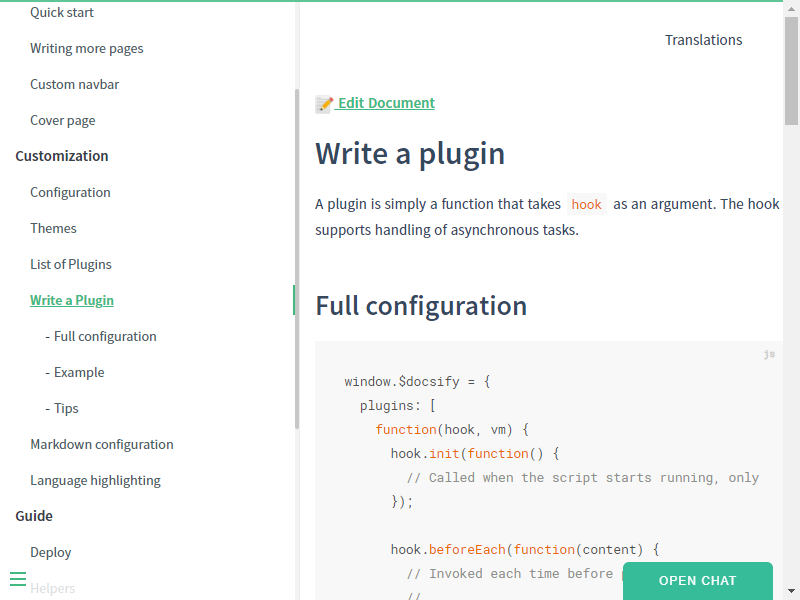 Quick start
Writing more pages
Custom navbar
Cover page
Customization
Configuration
Themes
List of Plugins
Write a Plugin
- Full configuration
- Example
- Tips
Markdown configuration
Language highlighting
Guide
Deploy
Helpers
Translations
Edit Document
Write a plugin
A plugin is simply a function that takes hook as an argument. The hook
supports handling of asynchronous tasks.
Full configuration
js
window.$docsify = {
plugins: [
function(hook, vm) {
hook.init(function() {
// Called when the script starts running, only
});
hook.beforeEach(function(content) {
// Invoked each time before
//
OPEN CHAT